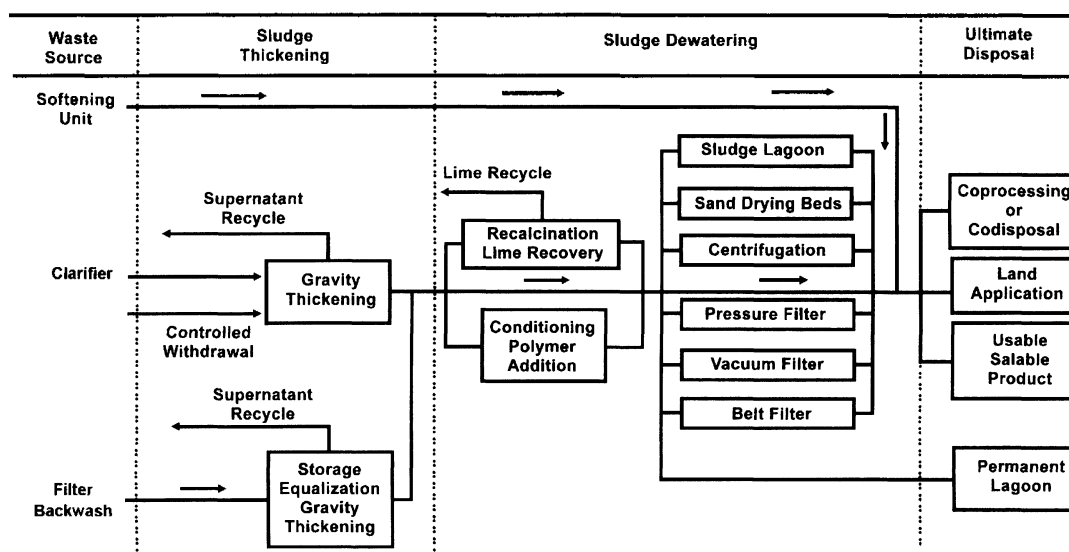 Waste
Source
Sludge
Thickening
Sludge Dewatering
Ultimate
Disposal
Softening
Unit
Supernatant
Recycle
Clarifier
Gravity
Thickening
Controlled
Withdrawal
Supernatant
Recycle
Filter
Backwash
Storage
Equalization
Gravity
Thickening
Lime Recycle
Recalcination
Lime Recovery
Conditioning
Polymer
Addition
Sludge Lagoon
Sand Drying Beds
Centrifugation
Pressure Filter
Vacuum Filter
Belt Filter
Coprocessing
or
Codisposal
Land
Application
Usable
Salable
Product
Permanent
Lagoon